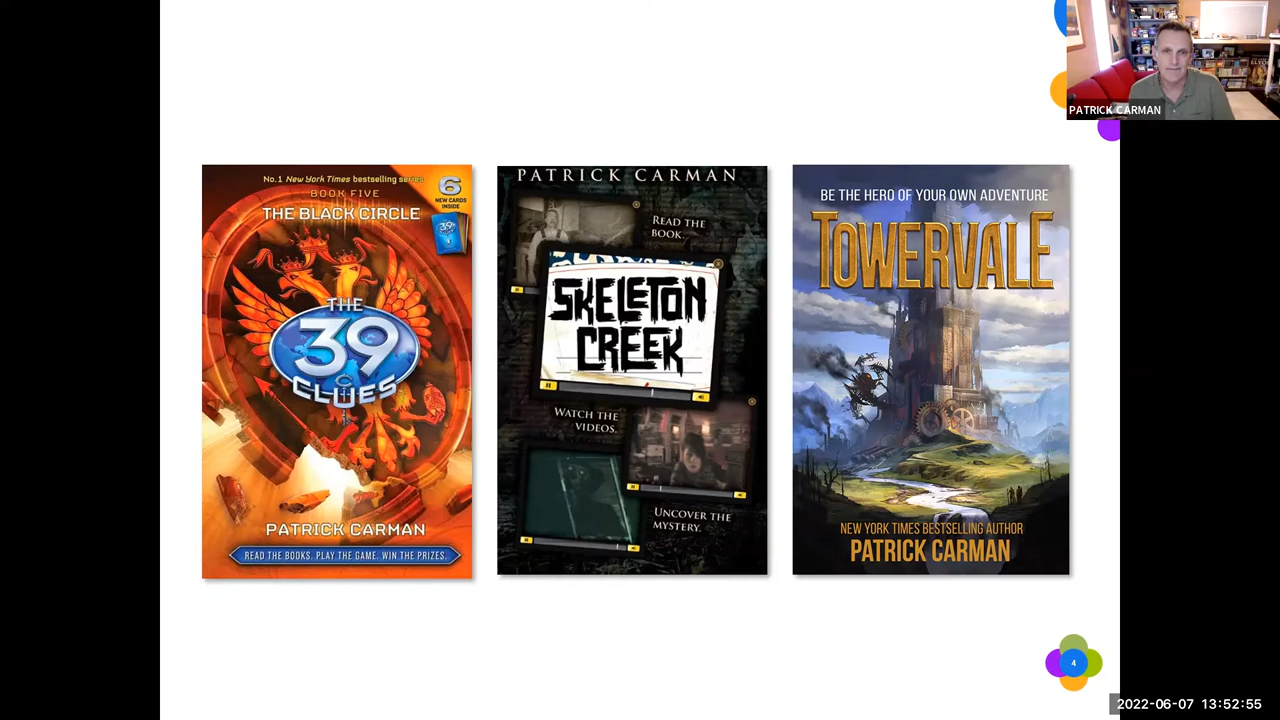 PATRICK CARMAN
No.1 New York Times bestselling series
BOOK FIVE
THE BLACK CIRCLE
6
NEW CARDS
INSIDE
THE
39
CLUES
PATRICK CARMAN
READ THE BOOKS. PLAY THE GAME. WIN THE PRIZES.
PATRICK CARMAN
READ THE
BOOK.
SKELETON
CREEK
WATCH THE
VIDEOS.
UNCOVER THE
MYSTERY.
BE THE HERO OF YOUR OWN ADVENTURE
TOWERVALE
NEW YORK TIMES BESTSELLING AUTHOR
PATRICK CARMAN
4
2022-06-07 13:52:55